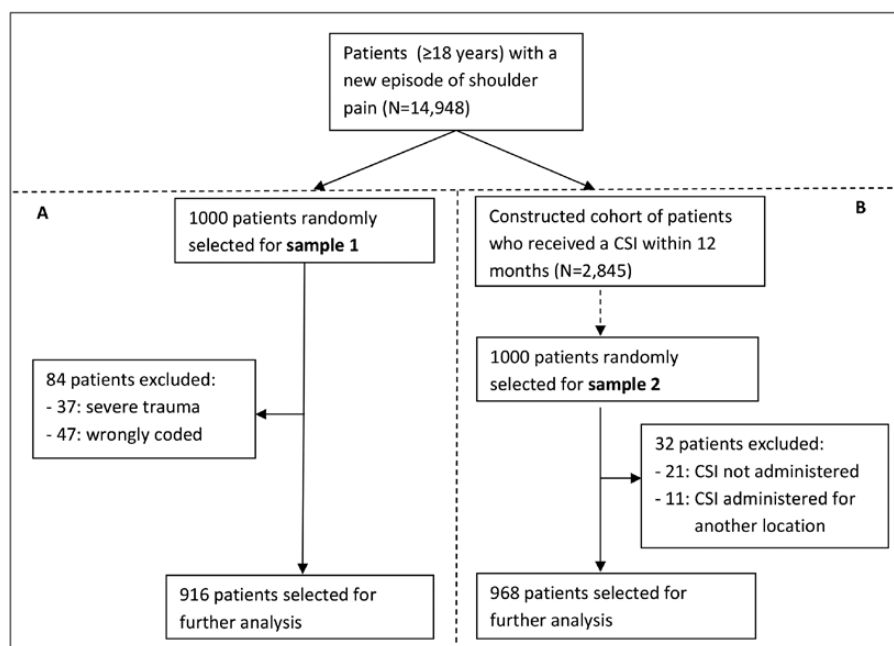 Patients (≥18 years) with a
new episode of shoulder
pain (N=14,948)
A
1000 patients randomly
selected for sample 1
84 patients excluded:
- 37: severe trauma
- 47: wrongly coded
916 patients selected for
further analysis
B
Constructed cohort of patients
who received a CSI within 12
months (N=2,845)
1000 patients randomly
selected for sample 2
32 patients excluded:
- 21: CSI not administered
- 11: CSI administered for
another location
968 patients selected for
further analysis